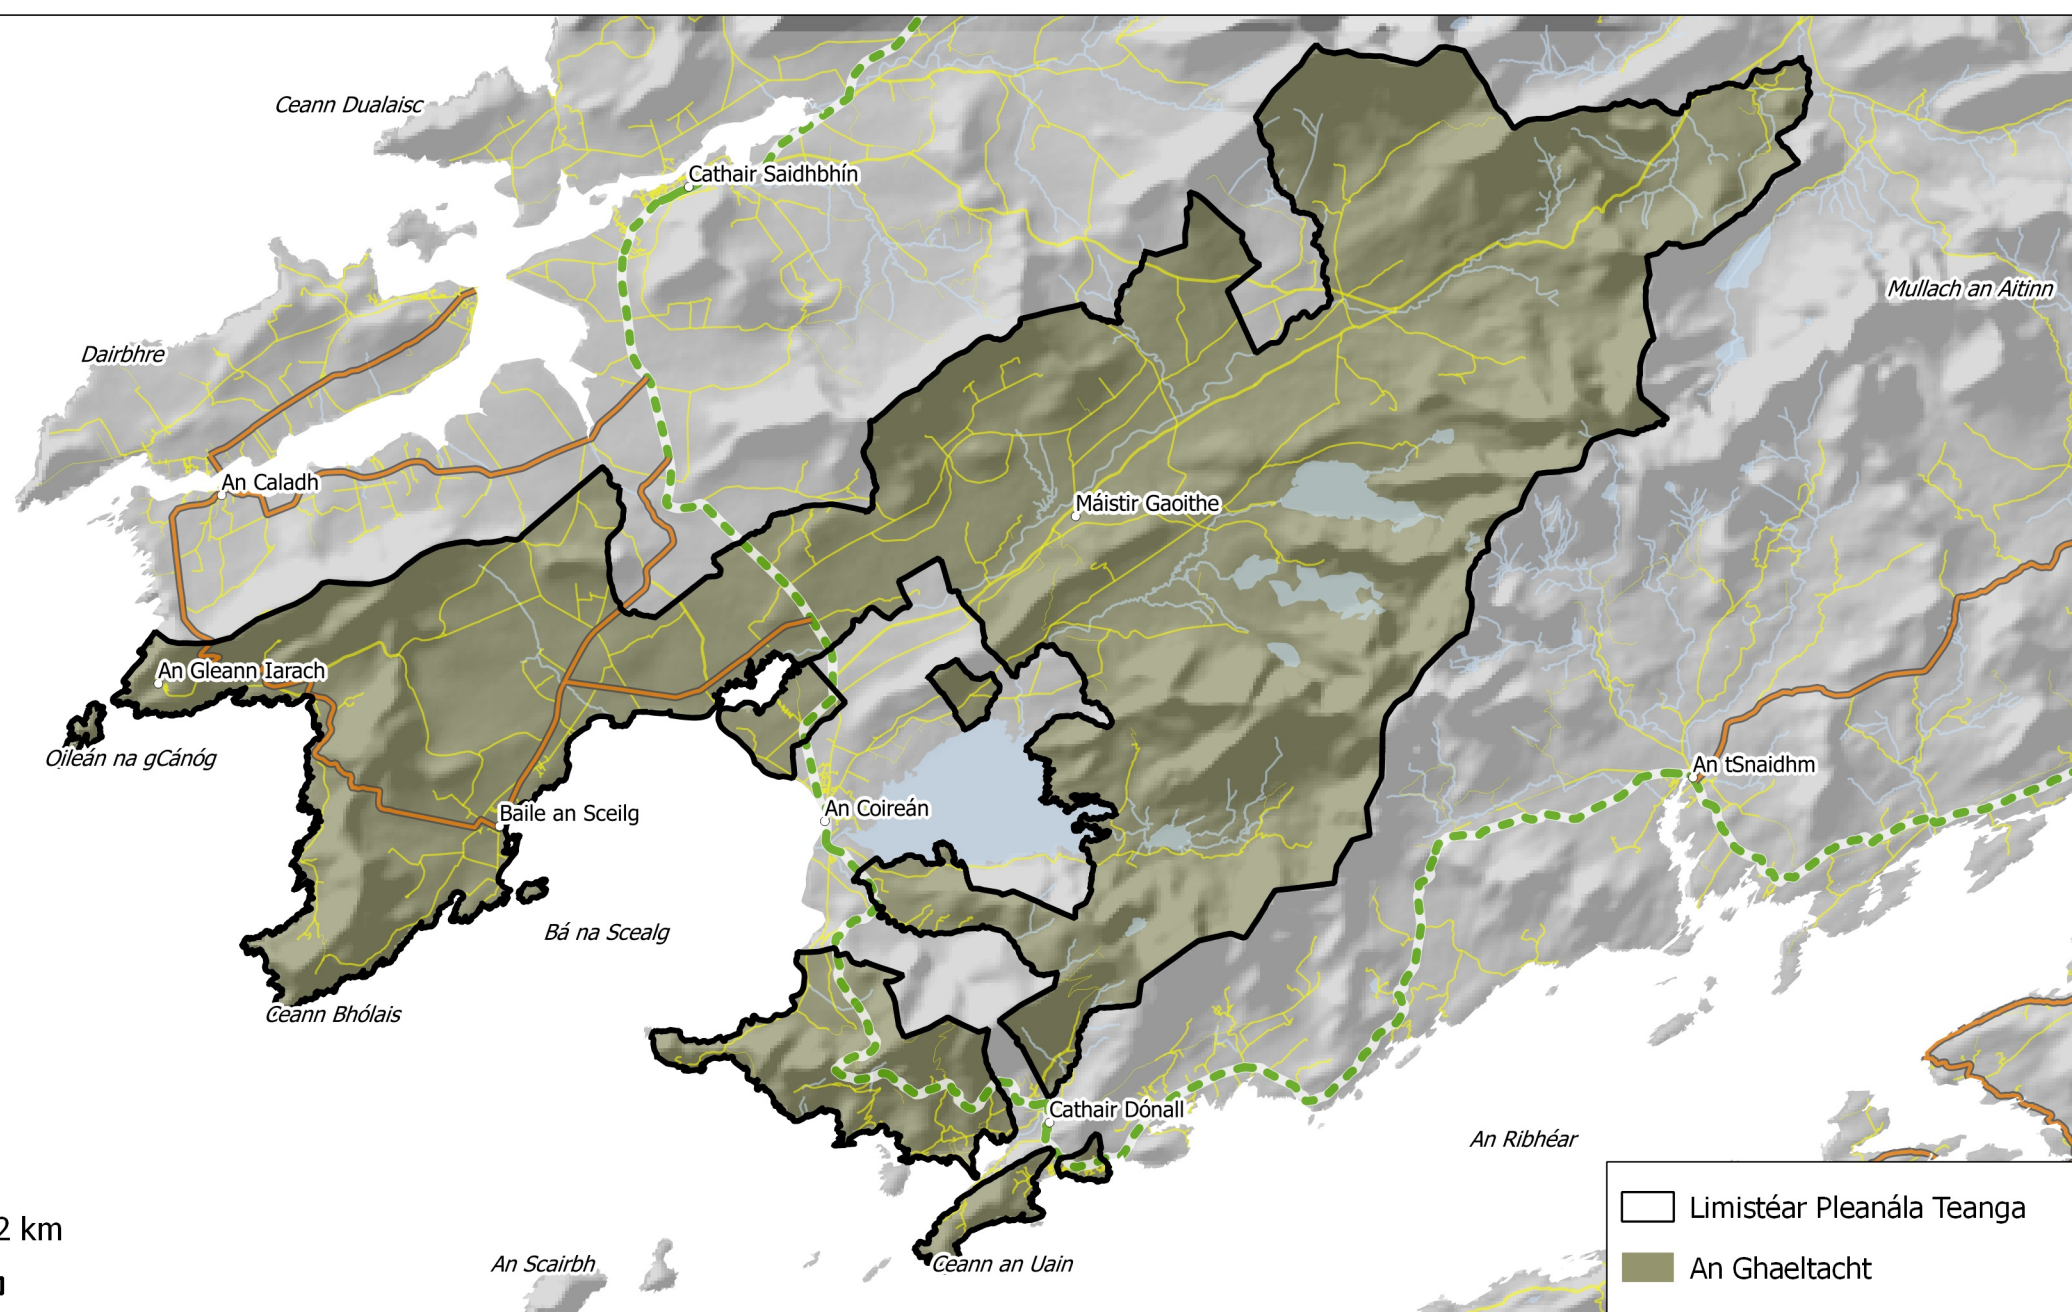 Ceann Dualaisc
Cathair Saidhbhín
Mullach an Aitinn
Dairbhre
An Caladh
Máistir Gaoithe
An Gleann Iarach
Oileán na gCánóg
An tSnaidhm
Baile an Sceilg
An Coireán
Bá na Scealg
Ceann Bhólais
Cathair Dónall
An Ribhéar
Limistéar Pleanála Teanga
2 km
An Scairbh
Ceann an Uain
An Ghaeltacht